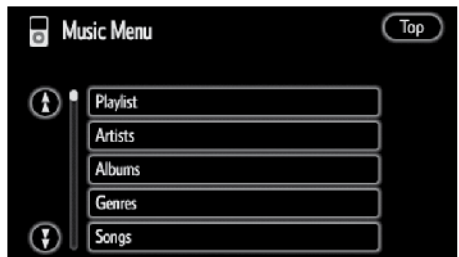 Music Menu
Top
Playlist
Artists
Albums
Genres
Songs